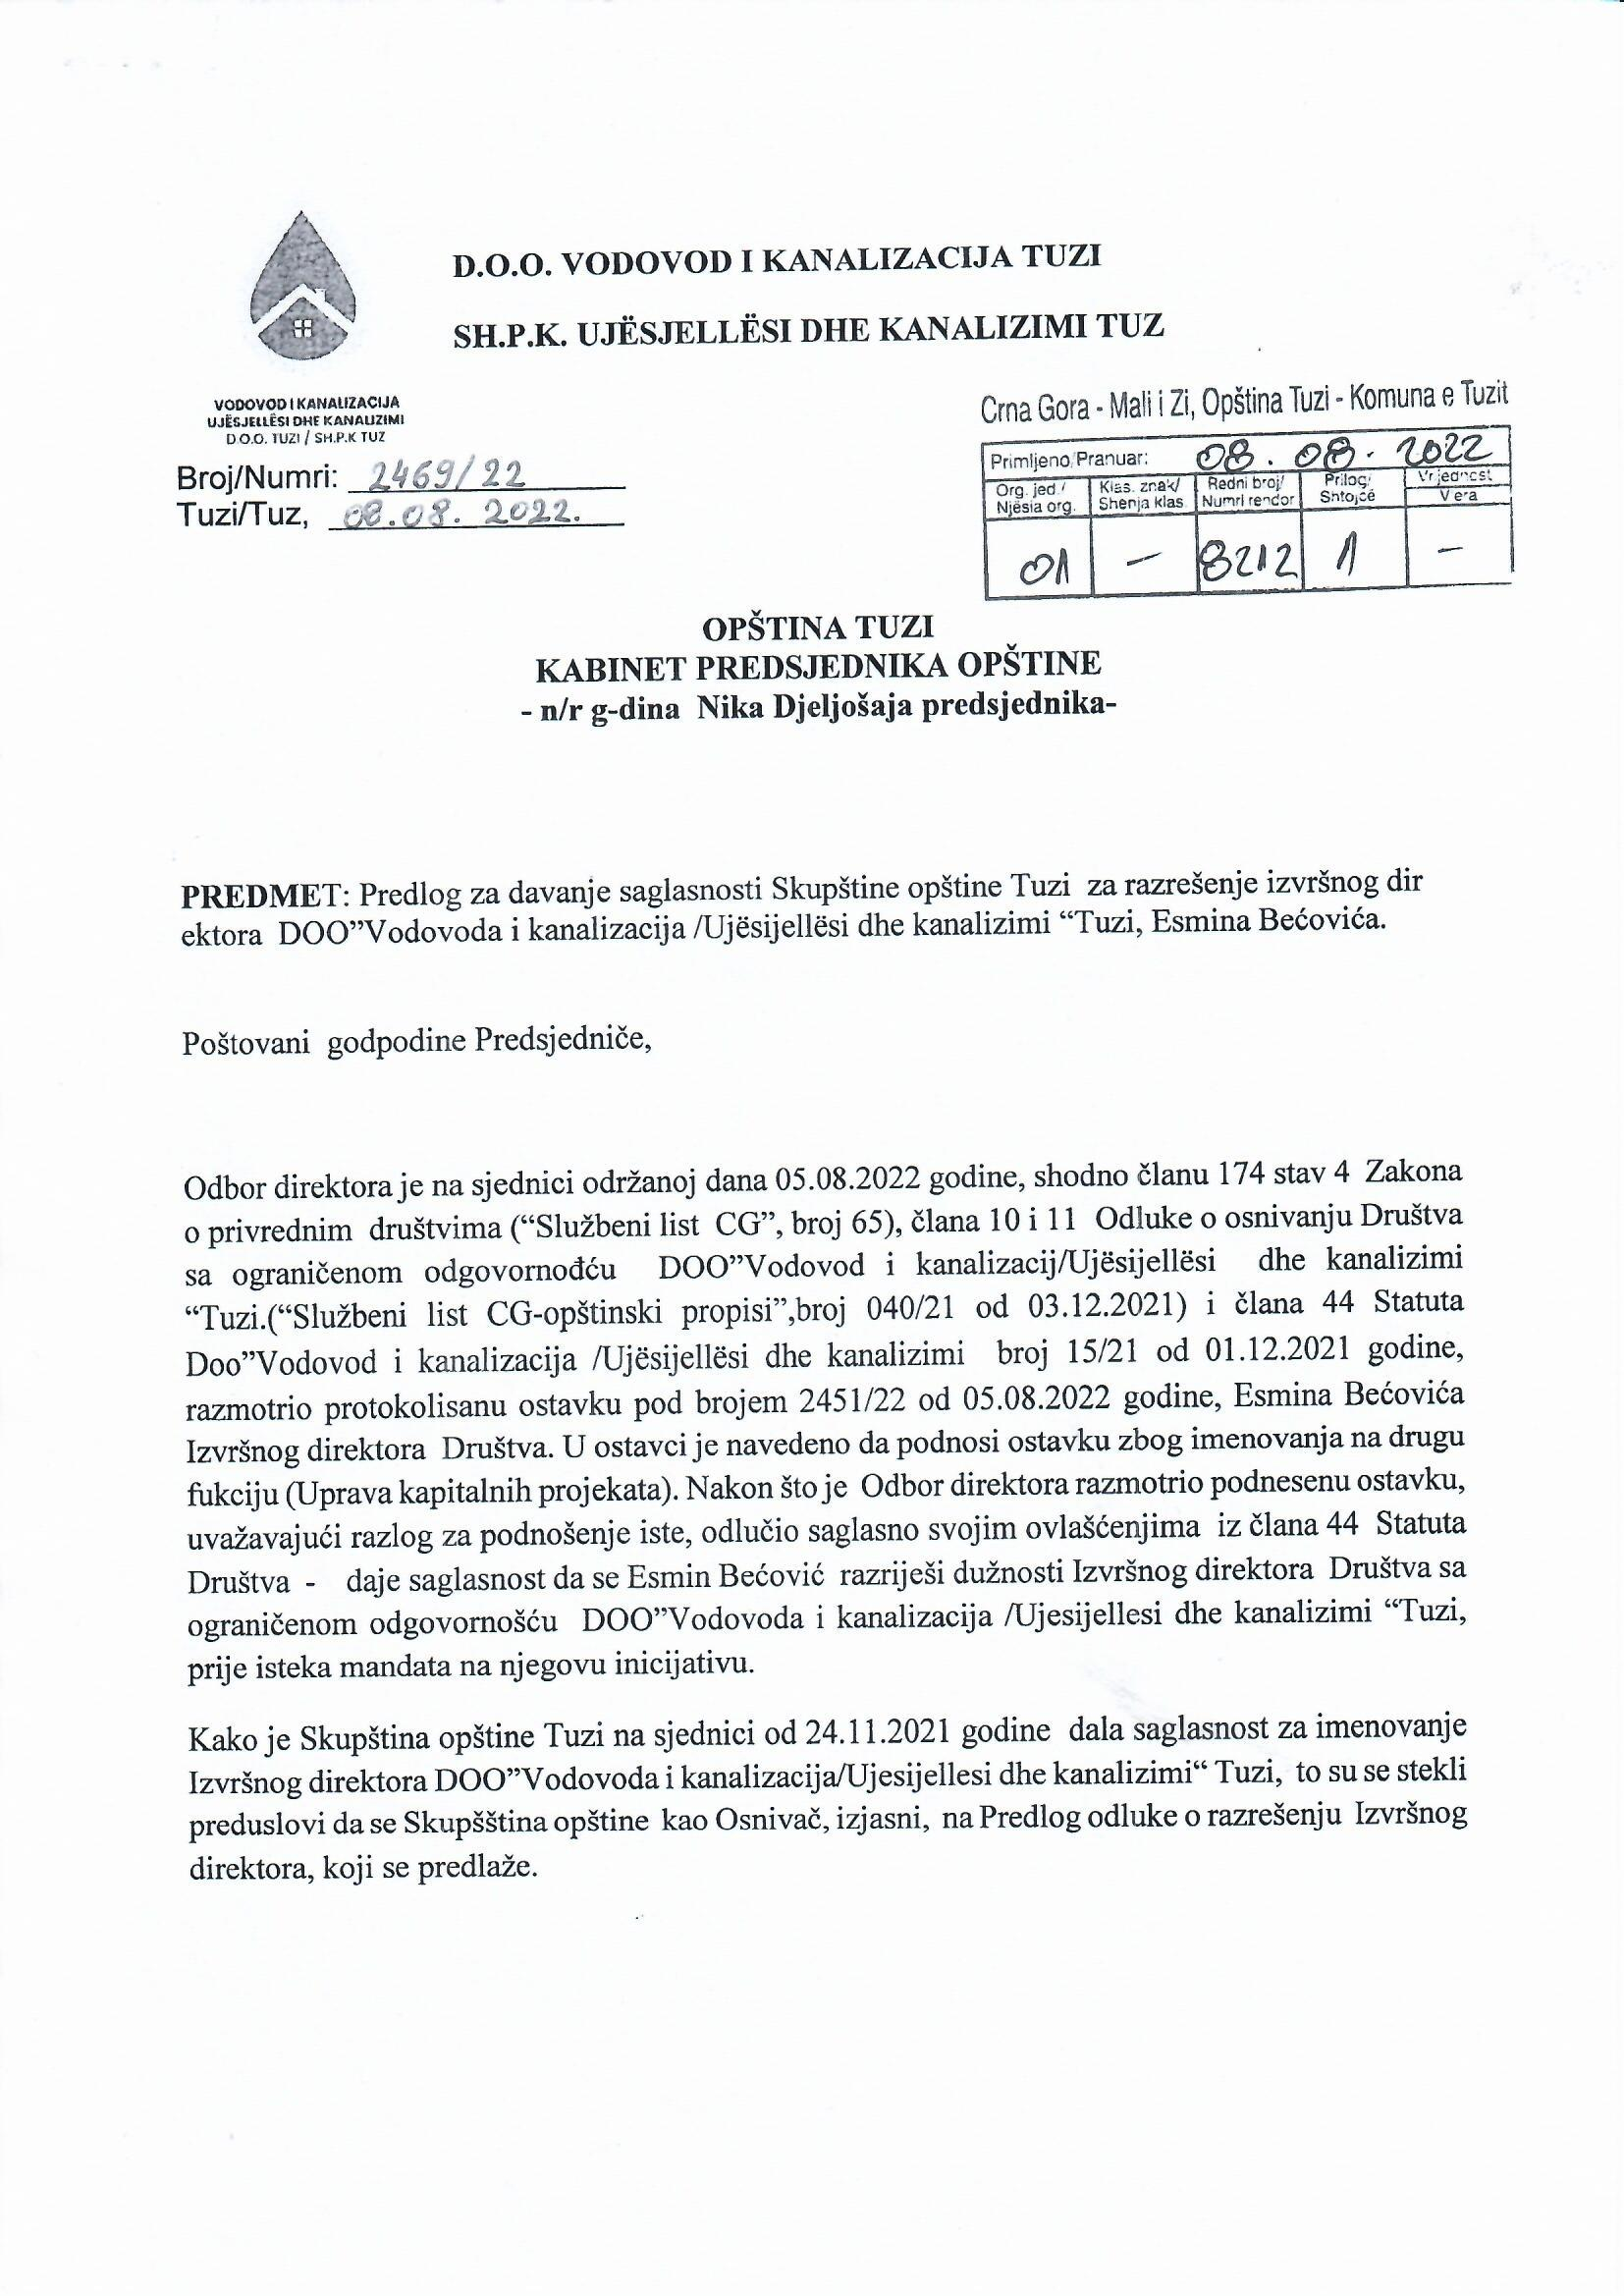 D.O.O. VODOVOD I KANALIZACIJA TUZI
SH.P.K. UJËSJELLËSI DHE KANALIZIMI TUZ
VODOVOD I KANALIZACIJA
UJËSJELLËSI DHE KANALIZIMI
D.O.O. TUZI / SH.P.K TUZ
Broj/Numri: 2469/22
Tuzi/Tuz, 08.08. 2022.
Crna Gora - Mali i Zi, Opština Tuzi - Komuna e Tuzit
Primljeno/Pranuar: 08. 08. 2022
Org. jed./ Klas. znak/ Redni broj/ Prilog/ Vrijednost
Njësia org. Shenja klas. Numri rendor Shtojcë Vlera
01 - 8212 1 -
OPŠTINA TUZI
KABINET PREDSJEDNIKA OPŠTINE
- n/r g-dina Nika Djeljošaja predsjednika-
PREDMET: Predlog za davanje saglasnosti Skupštine opštine Tuzi za razrešenje izvršnog dir
ektora DOO”Vodovoda i kanalizacija /Ujësijellësi dhe kanalizimi “Tuzi, Esmina Bećovića.
Poštovani godpodine Predsjedniče,
Odbor direktora je na sjednici održanoj dana 05.08.2022 godine, shodno članu 174 stav 4 Zakona
o privrednim društvima (“Službeni list CG”, broj 65), člana 10 i 11 Odluke o osnivanju Društva
sa ograničenom odgovornođću DOO”Vodovod i kanalizacij/Ujësijellësi dhe kanalizimi
“Tuzi.(“Službeni list CG-opštinski propisi”,broj 040/21 od 03.12.2021) i člana 44 Statuta
Doo”Vodovod i kanalizacija /Ujësijellësi dhe kanalizimi broj 15/21 od 01.12.2021 godine,
razmotrio protokolisanu ostavku pod brojem 2451/22 od 05.08.2022 godine, Esmina Bećovića
Izvršnog direktora Društva. U ostavci je navedeno da podnosi ostavku zbog imenovanja na drugu
fukciju (Uprava kapitalnih projekata). Nakon što je Odbor direktora razmotrio podnesenu ostavku,
uvažavajući razlog za podnošenje iste, odlučio saglasno svojim ovlašćenjima iz člana 44 Statuta
Društva - daje saglasnost da se Esmin Bećović razriješi dužnosti Izvršnog direktora Društva sa
ograničenom odgovornošću DOO”Vodovoda i kanalizacija /Ujesijellesi dhe kanalizimi “Tuzi,
prije isteka mandata na njegovu inicijativu.
Kako je Skupština opštine Tuzi na sjednici od 24.11.2021 godine dala saglasnost za imenovanje
Izvršnog direktora DOO”Vodovoda i kanalizacija/Ujesijellesi dhe kanalizimi“ Tuzi, to su se stekli
preduslovi da se Skupšština opštine kao Osnivač, izjasni, na Predlog odluke o razrešenju Izvršnog
direktora, koji se predlaže.